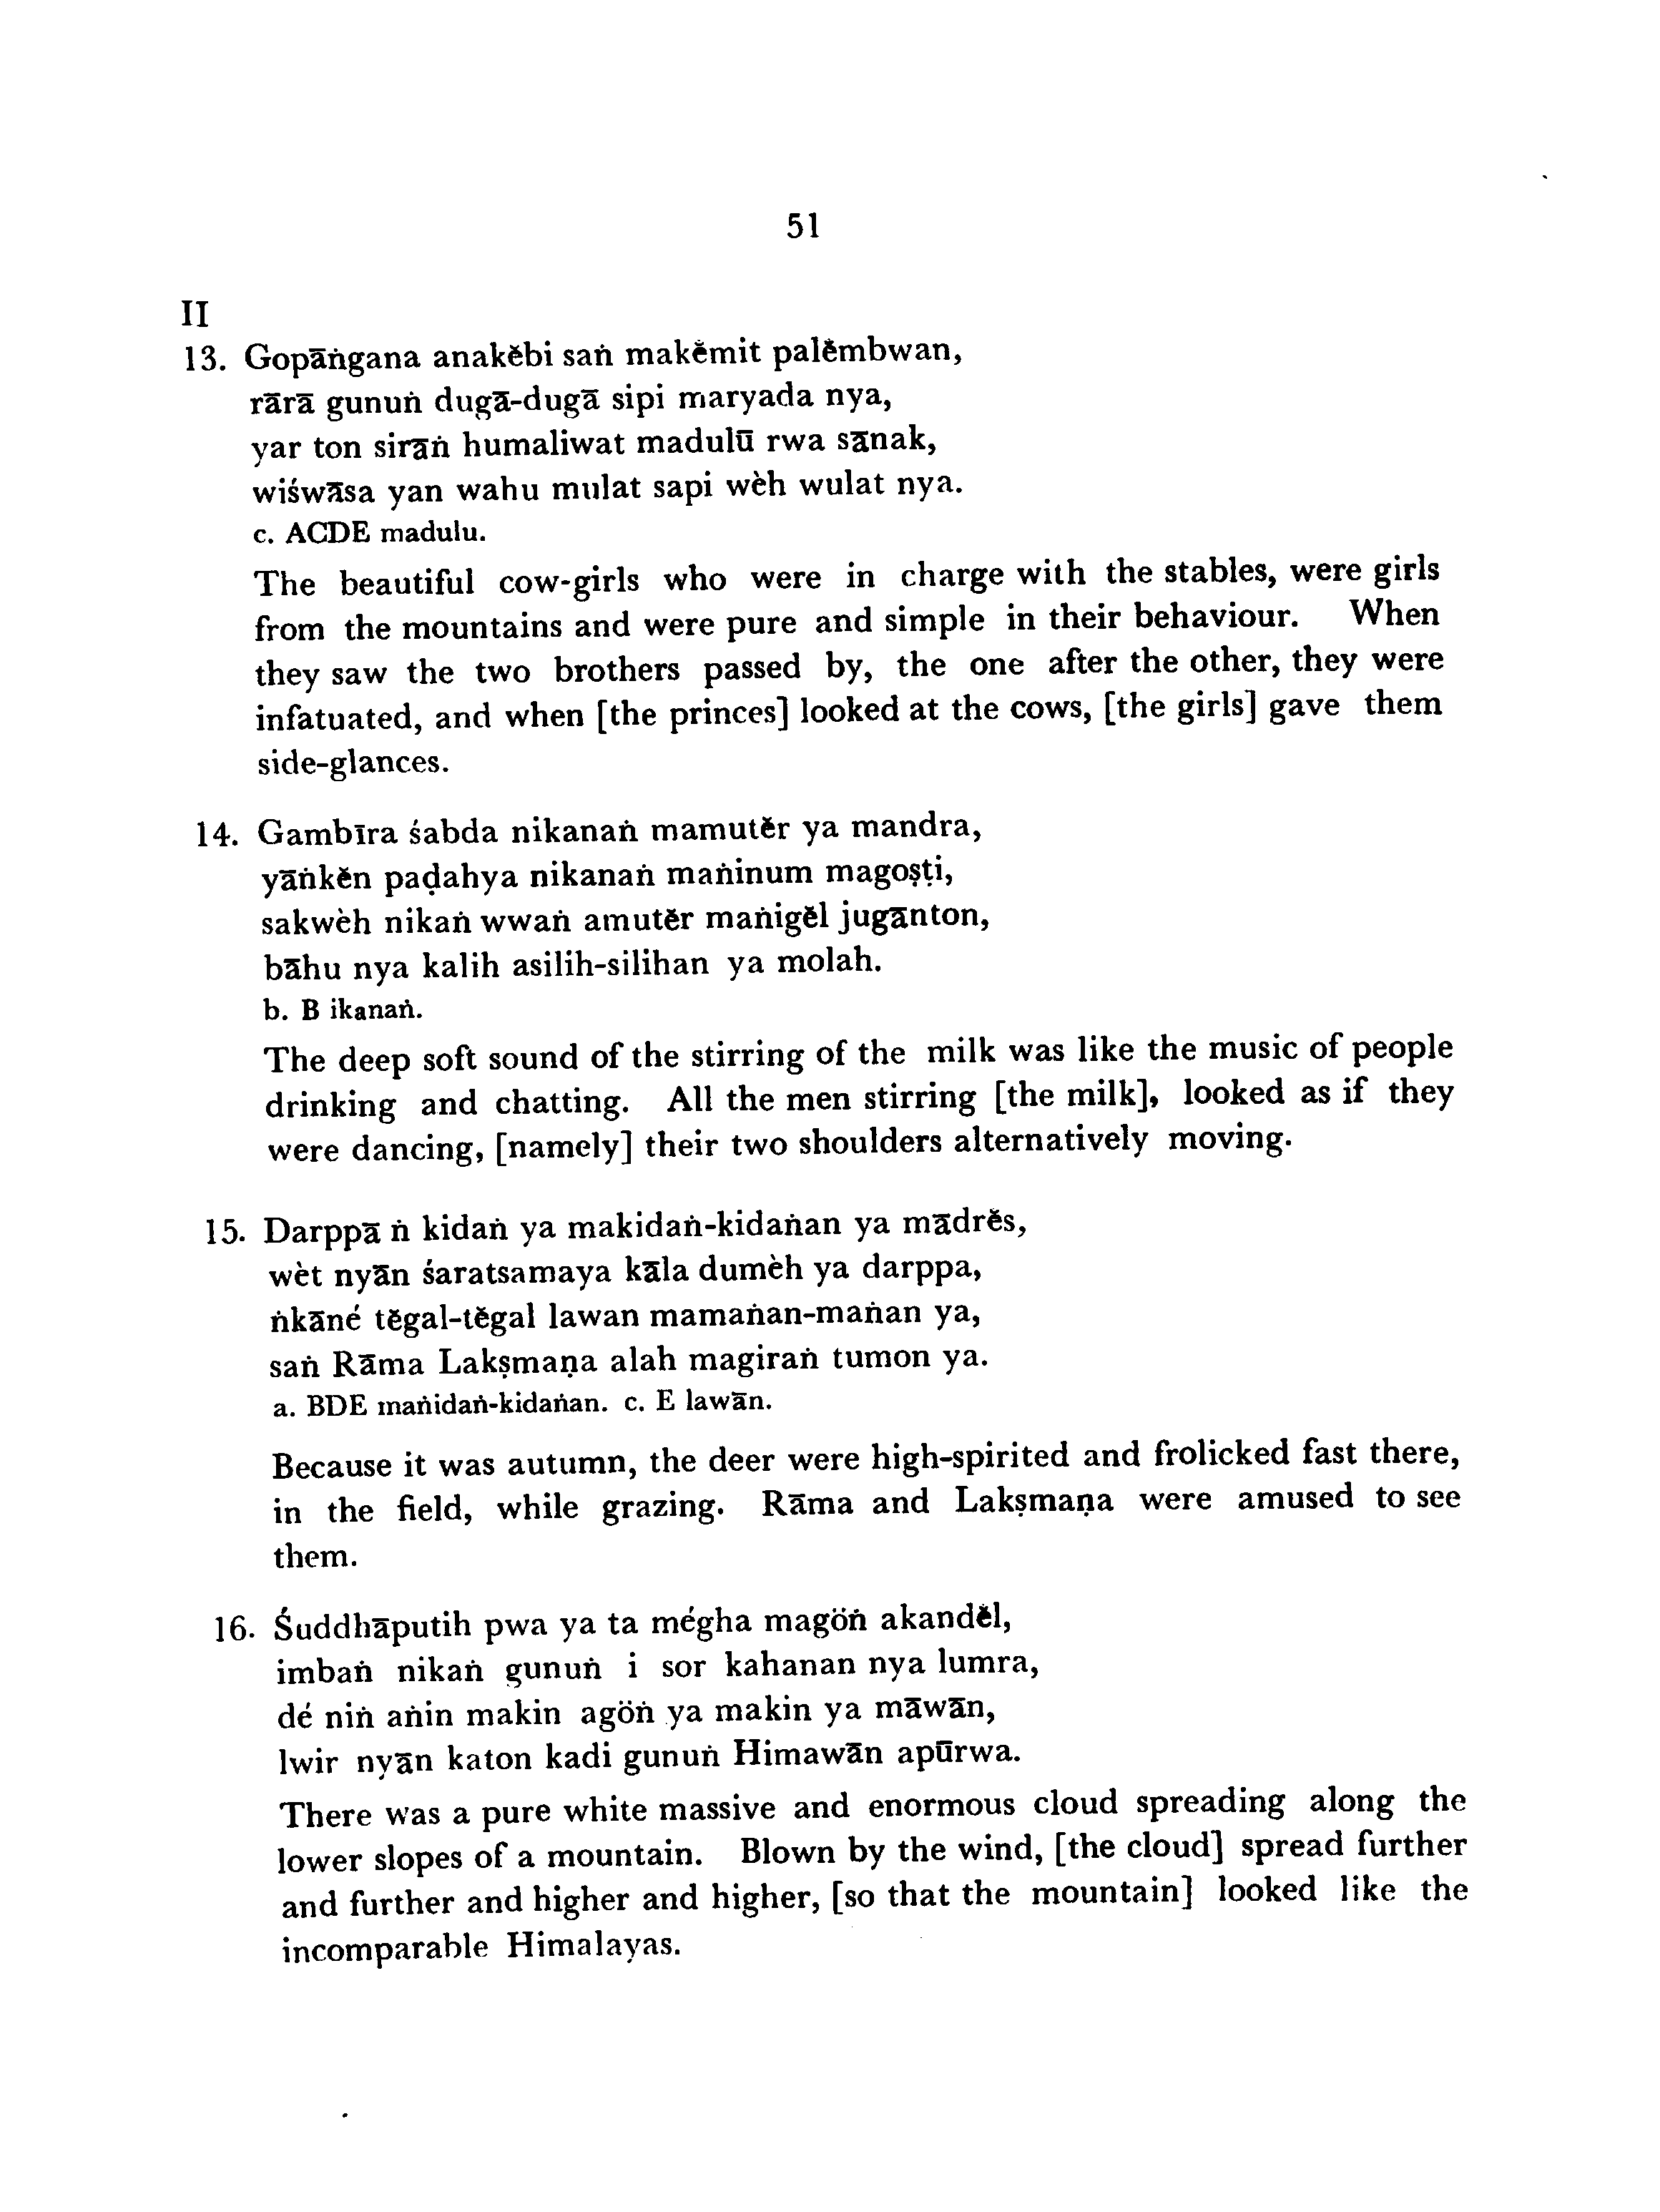 51
II
13. Gopāṅgana anakĕbi saṅ makĕmit palĕmbwan,
rārā gunuṅ dugā-dugā sipi maryada nya,
yar ton sirāṅ humaliwat madulū rwa sānak,
wiśwāsa yan wahu mulat sapi wèh wulat nya.
c. ACDE madulu.
The beautiful cow-girls who were in charge with the stables, were girls
from the mountains and were pure and simple in their behaviour. When
they saw the two brothers passed by, the one after the other, they were
infatuated, and when [the princes] looked at the cows, [the girls] gave them
side-glances.
14. Gambīra śabda nikanaṅ mamutĕr ya mandra,
yāṅkĕn paḍahya nikanaṅ maṅinum magoṣṭi,
sakwèh nikaṅ wwaṅ amutĕr maṅigĕl jugānton,
bāhu nya kalih asilih-silihan ya molah.
b. B ikanaṅ.
The deep soft sound of the stirring of the milk was like the music of people
drinking and chatting. All the men stirring [the milk], looked as if they
were dancing, [namely] their two shoulders alternatively moving.
15. Darppā ṅ kidaṅ ya makidaṅ-kidaṅan ya mādrĕs,
wèt nyān śaratsamaya kāla dumèh ya darppa,
ṅkāné tĕgal-tĕgal lawan mamaṅan-maṅan ya,
saṅ Rāma Lakṣmaṇa alah magiraṅ tumon ya.
a. BDE maṅidaṅ-kidaṅan. c. E lawān.
Because it was autumn, the deer were high-spirited and frolicked fast there,
in the field, while grazing. Rāma and Lakṣmaṇa were amused to see
them.
16. Śuddhāputih pwa ya ta mégha magöṅ akandĕl,
imbaṅ nikaṅ gunuṅ i sor kahanan nya lumra,
dé niṅ aṅin makin agöṅ ya makin ya māwān,
lwir nyān katon kadi gunuṅ Himawān apūrwa.
There was a pure white massive and enormous cloud spreading along the
lower slopes of a mountain. Blown by the wind, [the cloud] spread further
and further and higher and higher, [so that the mountain] looked like the
incomparable Himalayas.